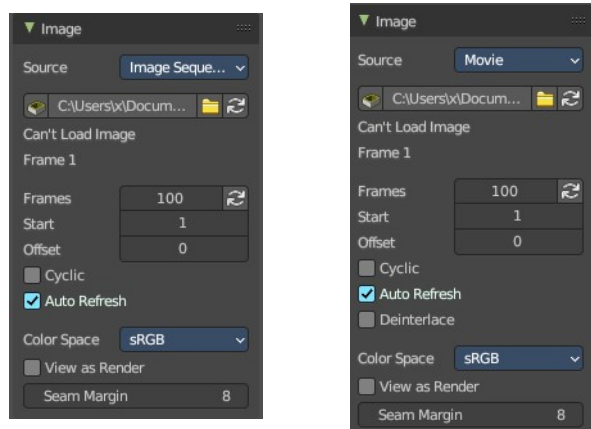 Image
Source Image Seque...
C:\Users\x\Docum...
Can't Load Image
Frame 1
Frames 100
Start 1
Offset 0
Cyclic
Auto Refresh
Color Space sRGB
View as Render
Seam Margin 8
Image
Source Movie
C:\Users\x\Docum...
Can't Load Image
Frame 1
Frames 100
Start 1
Offset 0
Cyclic
Auto Refresh
Deinterlace
Color Space sRGB
View as Render
Seam Margin 8